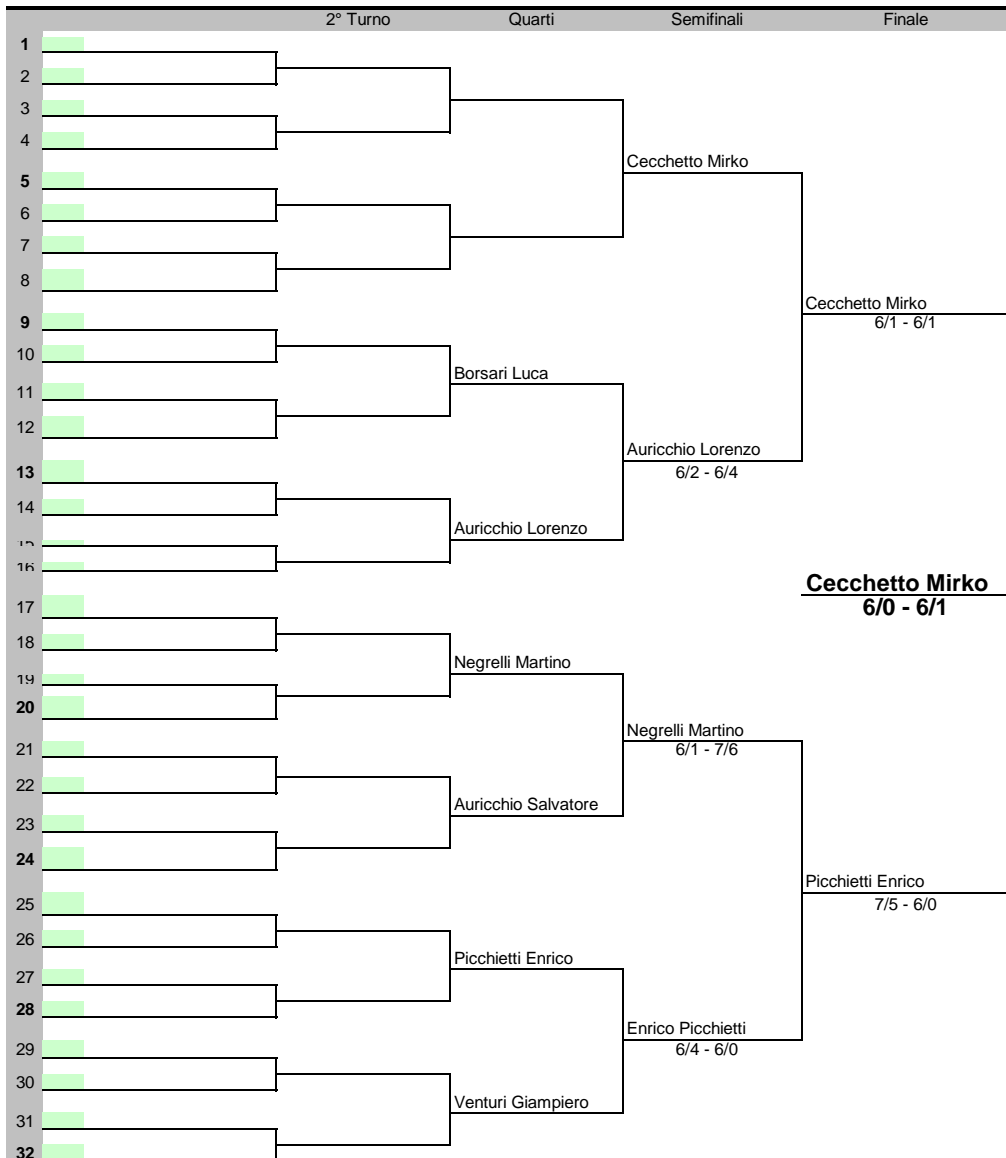 2° Turno Quarti Semifinali Finale
1
2
3
4
Cecchetto Mirko
5
6
7
8
Cecchetto Mirko
9
6/1 - 6/1
10
Borsari Luca
11
12
Auricchio Lorenzo
13
6/2 - 6/4
14
Auricchio Lorenzo
15
16
Cecchetto Mirko
17
6/0 - 6/1
18
Negrelli Martino
19
20
Negrelli Martino
21
6/1 - 7/6
22
Auricchio Salvatore
23
24
Picchietti Enrico
25
7/5 - 6/0
26
Picchietti Enrico
27
28
Enrico Picchietti
29
6/4 - 6/0
30
Venturi Giampiero
31
32